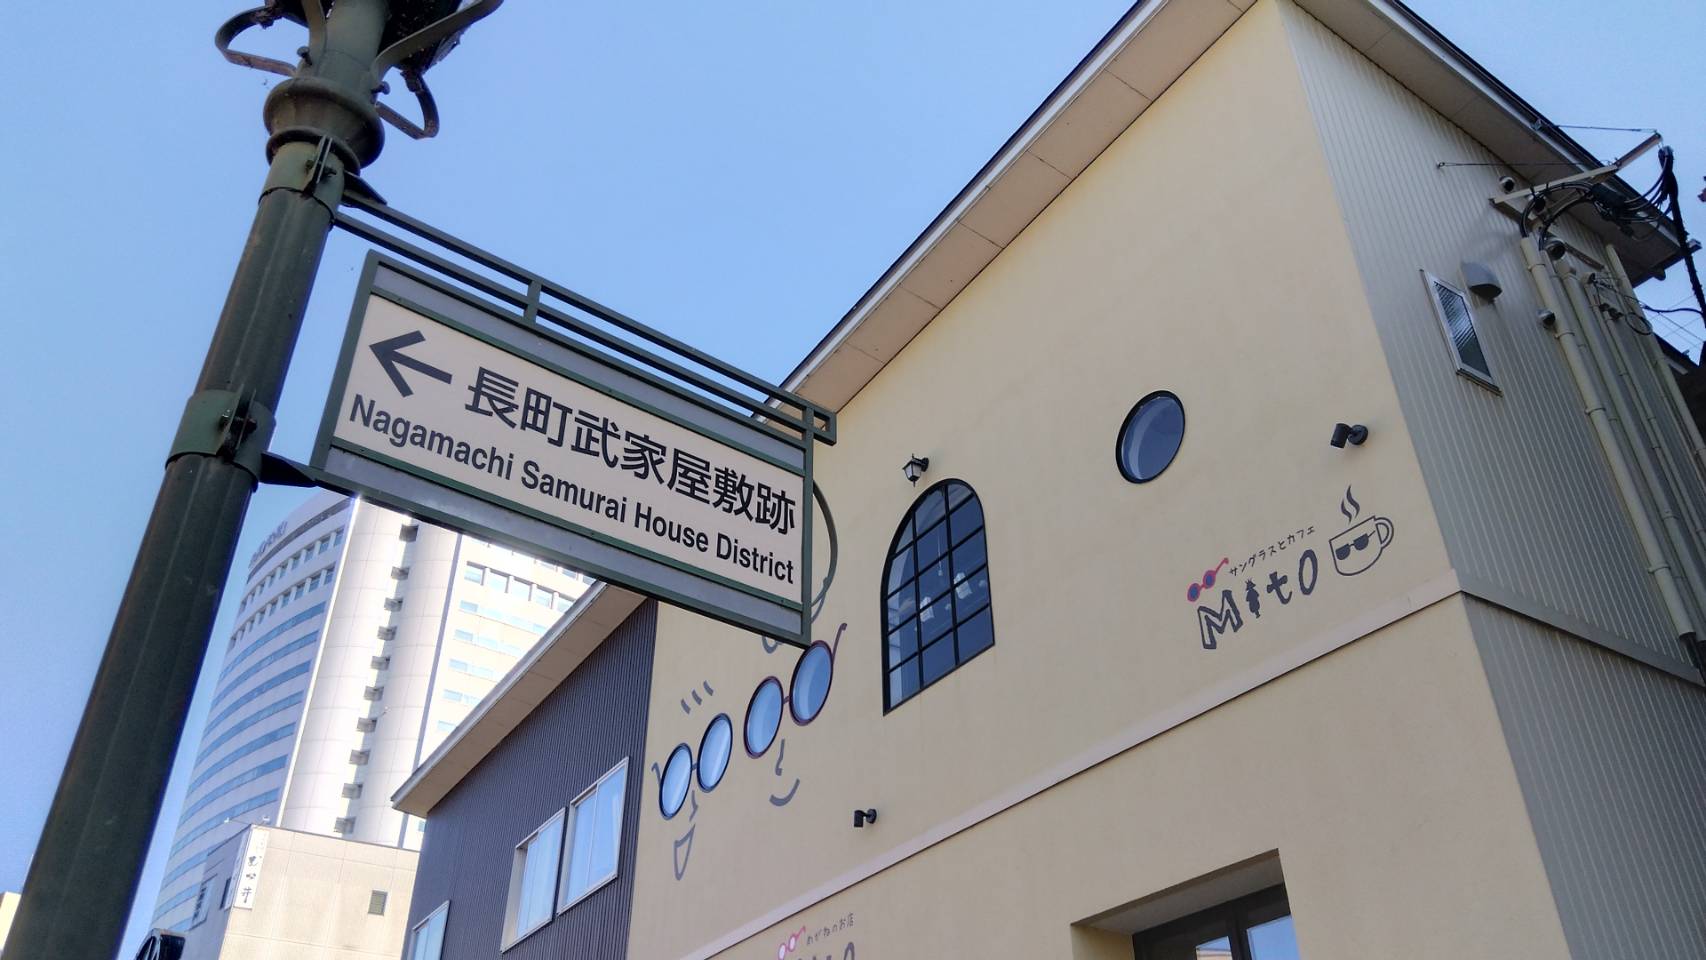 長町武家屋敷跡
Nagamachi Samurai House District
サングラスとカフェ
Mito
めがねのお店